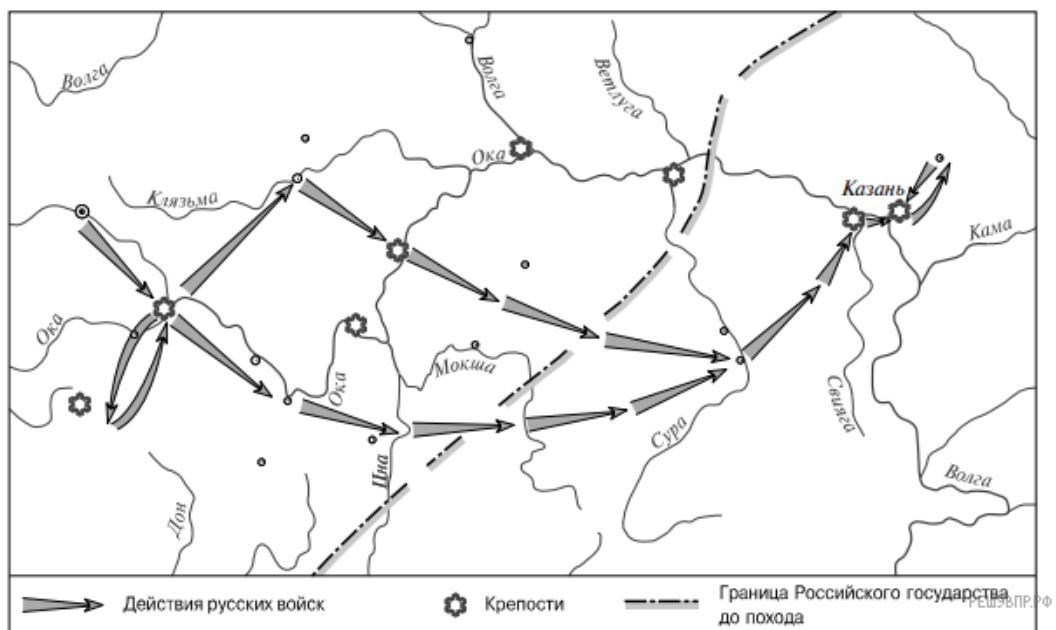 Волга
Волга
Ветлуга
Ока
Клязьма
Казань
Кама
Ока
Ока
Мокша
Сура
Свияга
Цна
Дон
Волга
Действия русских войск
Крепости
Граница Российского государства
до похода
РЕШУВПР.РФ